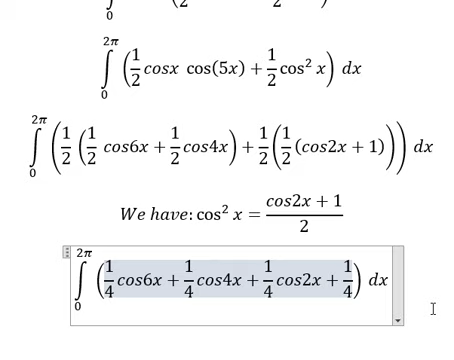 ∫₀^2π (1/2 cosx cos(5x) + 1/2 cos² x) dx
∫₀^2π (1/2 (1/2 cos6x + 1/2 cos4x) + 1/2 (1/2 (cos2x + 1))) dx
We have: cos² x = (cos2x + 1)/2
∫₀^2π (1/4 cos6x + 1/4 cos4x + 1/4 cos2x + 1/4) dx